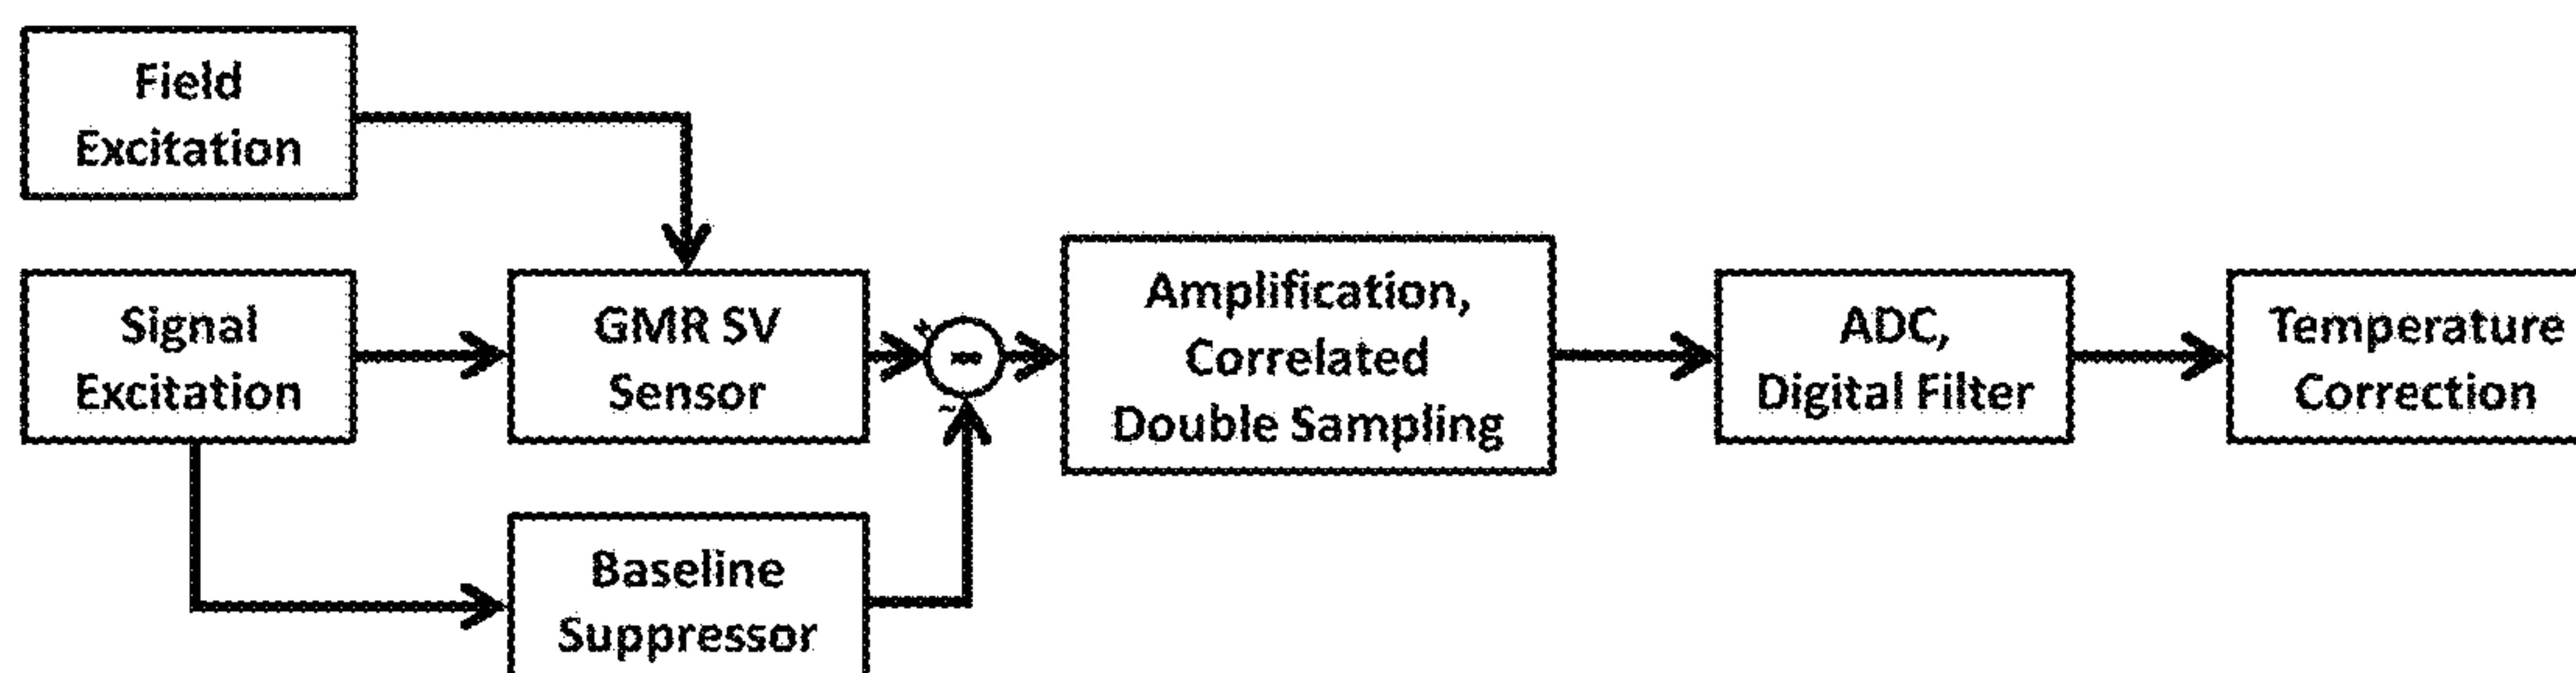 Field
Excitation
Signal
Excitation
GMR SV
Sensor
+
-
-
Baseline
Suppressor
Amplification,
Correlated
Double Sampling
ADC,
Digital Filter
Temperature
Correction